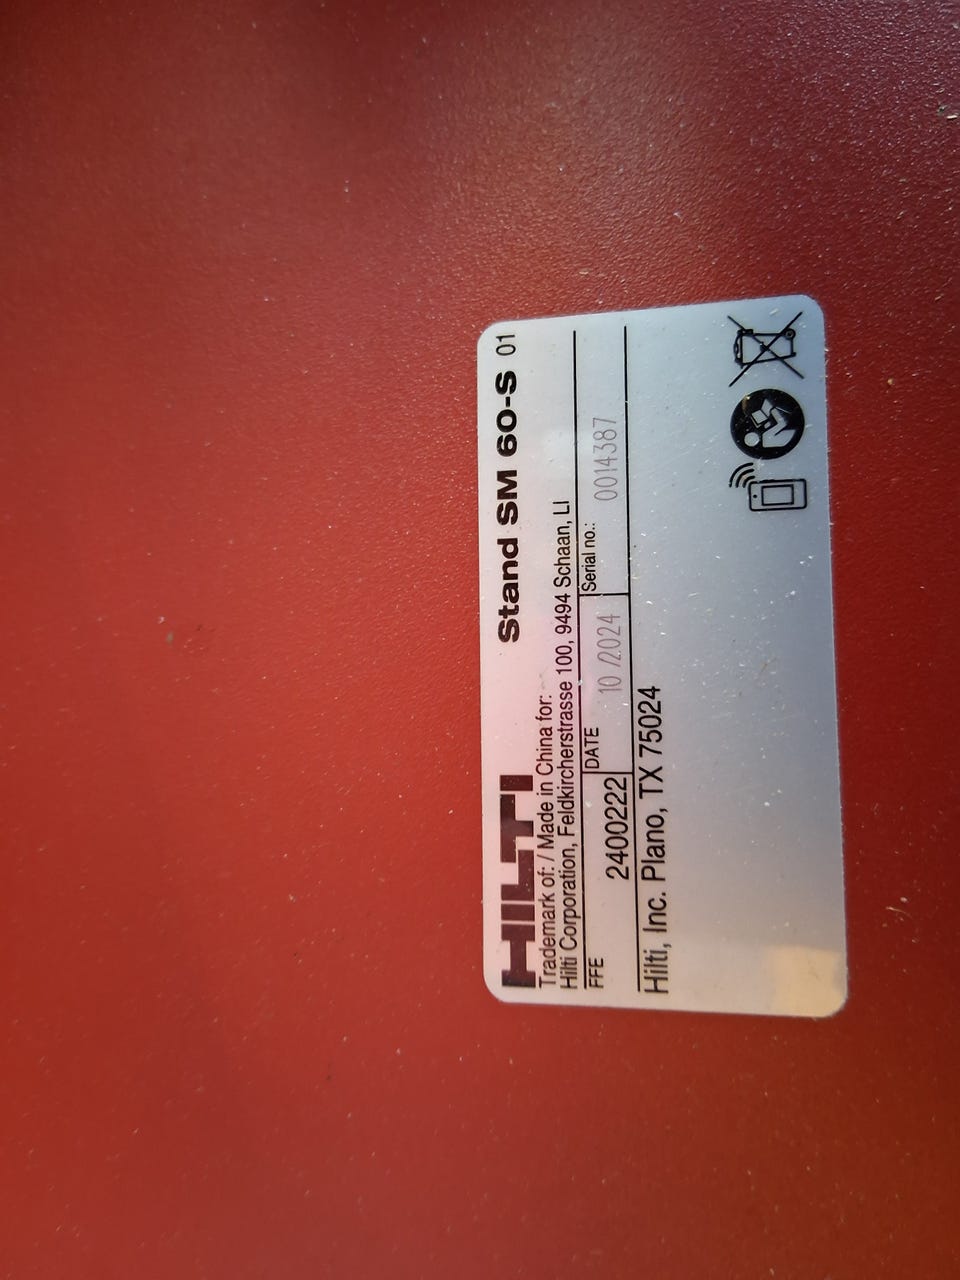 HILTI Stand SM 60-S 01
Trademark of: / Made in China for:
Hilti Corporation, Feldkircherstrasse 100, 9494 Schaan, LI
FFE 2400222 DATE 10 /2024 Serial no.: 0014387
Hilti, Inc. Plano, TX 75024